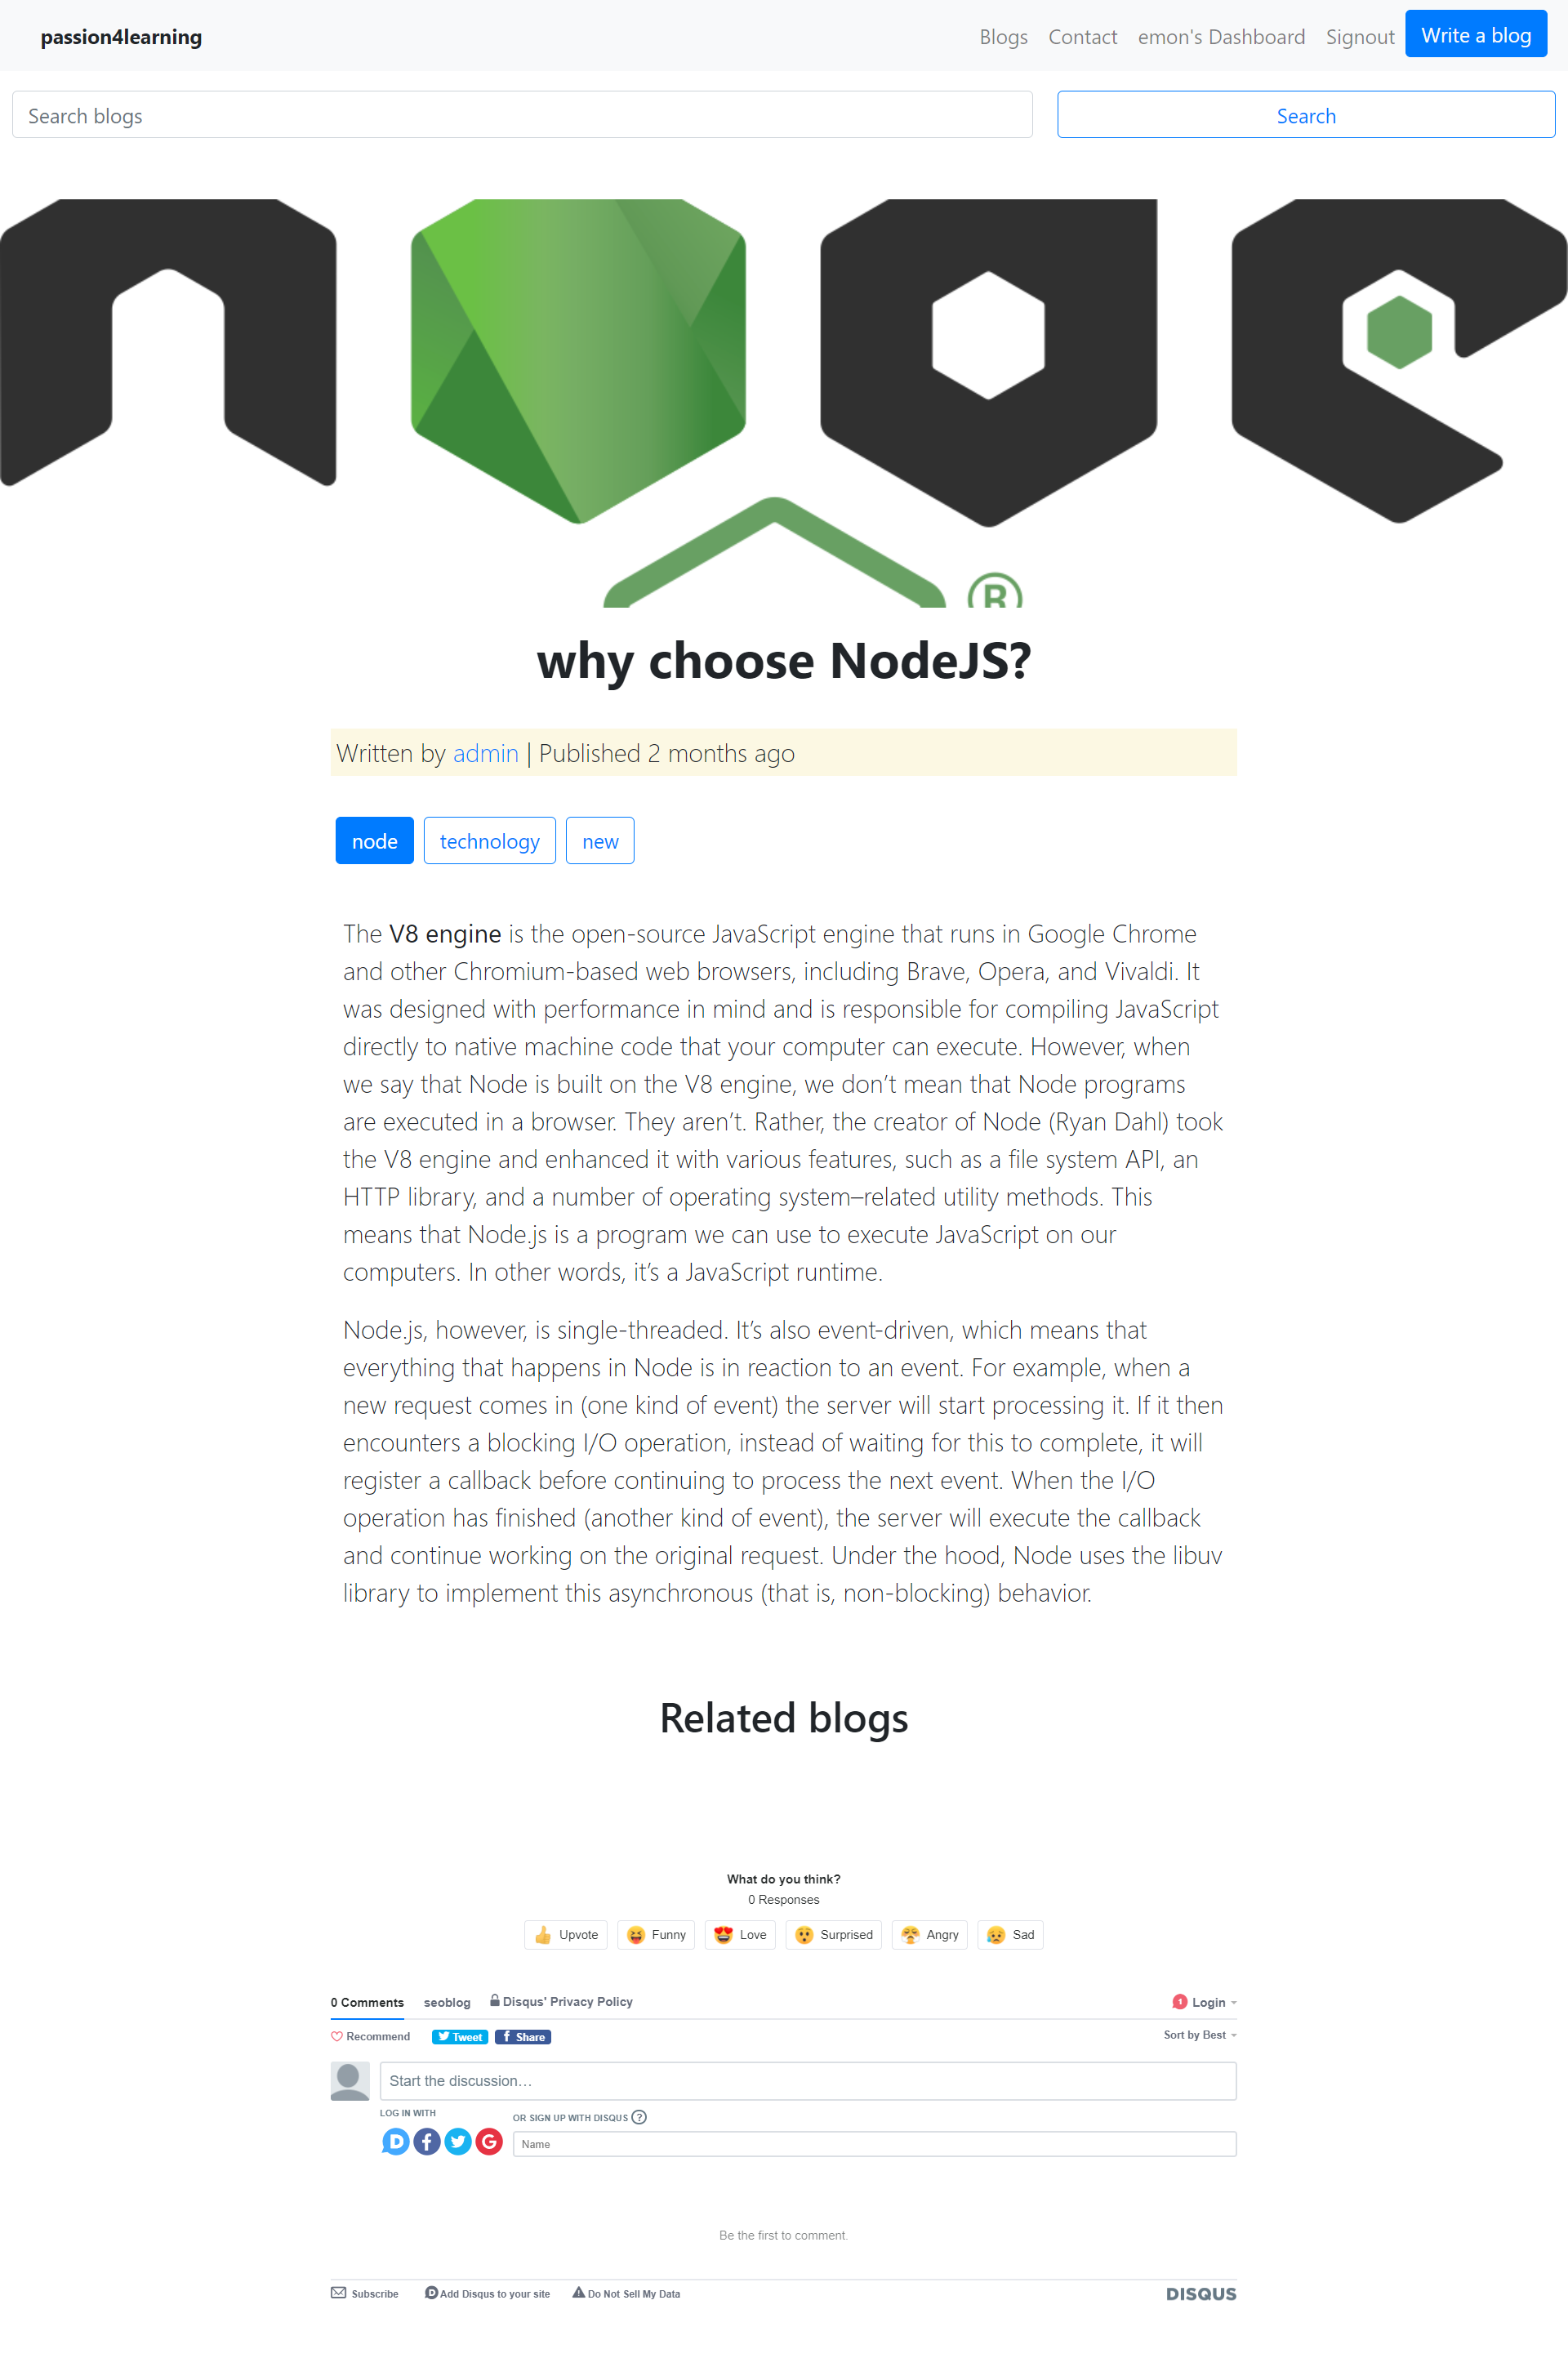 passion4learning
Blogs
Contact
emon's Dashboard
Signout
Write a blog
Search blogs
Search
node
®
why choose NodeJS?
Written by admin | Published 2 months ago
node
technology
new
The V8 engine is the open-source JavaScript engine that runs in Google Chrome
and other Chromium-based web browsers, including Brave, Opera, and Vivaldi. It
was designed with performance in mind and is responsible for compiling JavaScript
directly to native machine code that your computer can execute. However, when
we say that Node is built on the V8 engine, we don’t mean that Node programs
are executed in a browser. They aren’t. Rather, the creator of Node (Ryan Dahl) took
the V8 engine and enhanced it with various features, such as a file system API, an
HTTP library, and a number of operating system–related utility methods. This
means that Node.js is a program we can use to execute JavaScript on our
computers. In other words, it’s a JavaScript runtime.
Node.js, however, is single-threaded. It’s also event-driven, which means that
everything that happens in Node is in reaction to an event. For example, when a
new request comes in (one kind of event) the server will start processing it. If it then
encounters a blocking I/O operation, instead of waiting for this to complete, it will
register a callback before continuing to process the next event. When the I/O
operation has finished (another kind of event), the server will execute the callback
and continue working on the original request. Under the hood, Node uses the libuv
library to implement this asynchronous (that is, non-blocking) behavior.
Related blogs
What do you think?
0 Responses
Upvote
Funny
Love
Surprised
Angry
Sad
0 Comments
seoblog
Disqus' Privacy Policy
1
Login
Recommend
Tweet
Share
Sort by Best
Start the discussion…
LOG IN WITH
OR SIGN UP WITH DISQUS ?
Name
Be the first to comment.
Subscribe
Add Disqus to your site
Do Not Sell My Data
DISQUS